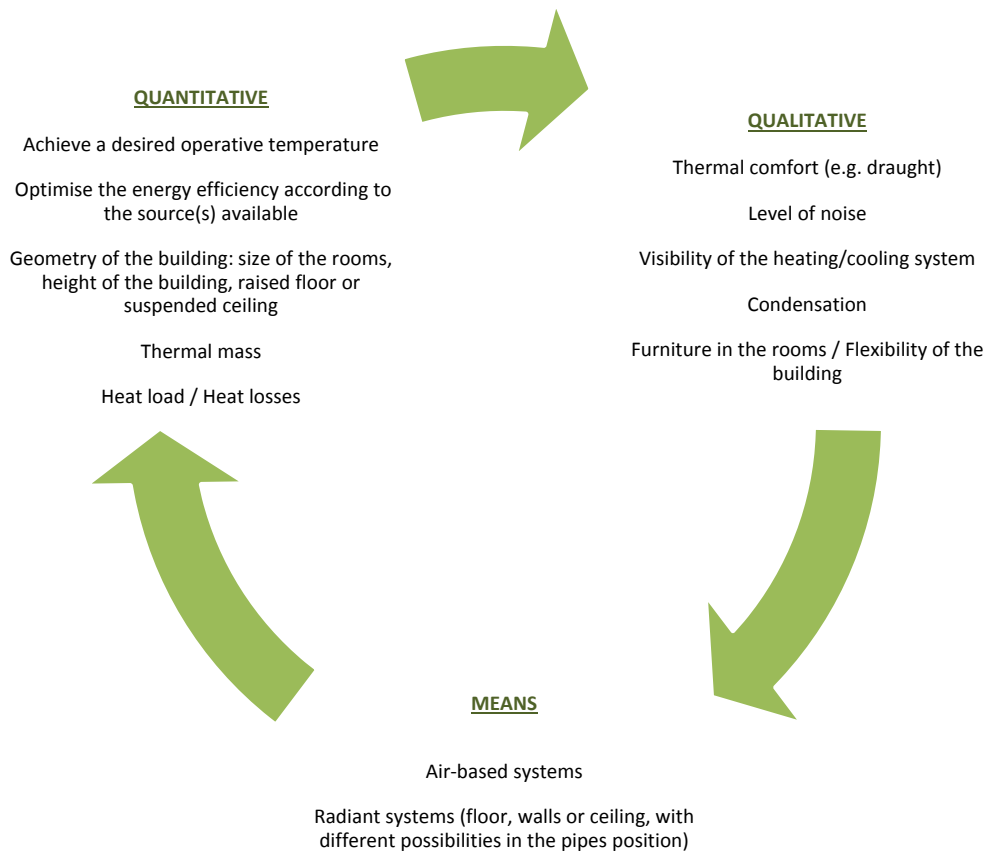 QUANTITATIVE
Achieve a desired operative temperature
Optimise the energy efficiency according to
the source(s) available
Geometry of the building: size of the rooms,
height of the building, raised floor or
suspended ceiling
Thermal mass
Heat load / Heat losses
QUALITATIVE
Thermal comfort (e.g. draught)
Level of noise
Visibility of the heating/cooling system
Condensation
Furniture in the rooms / Flexibility of the
building
MEANS
Air-based systems
Radiant systems (floor, walls or ceiling, with
different possibilities in the pipes position)